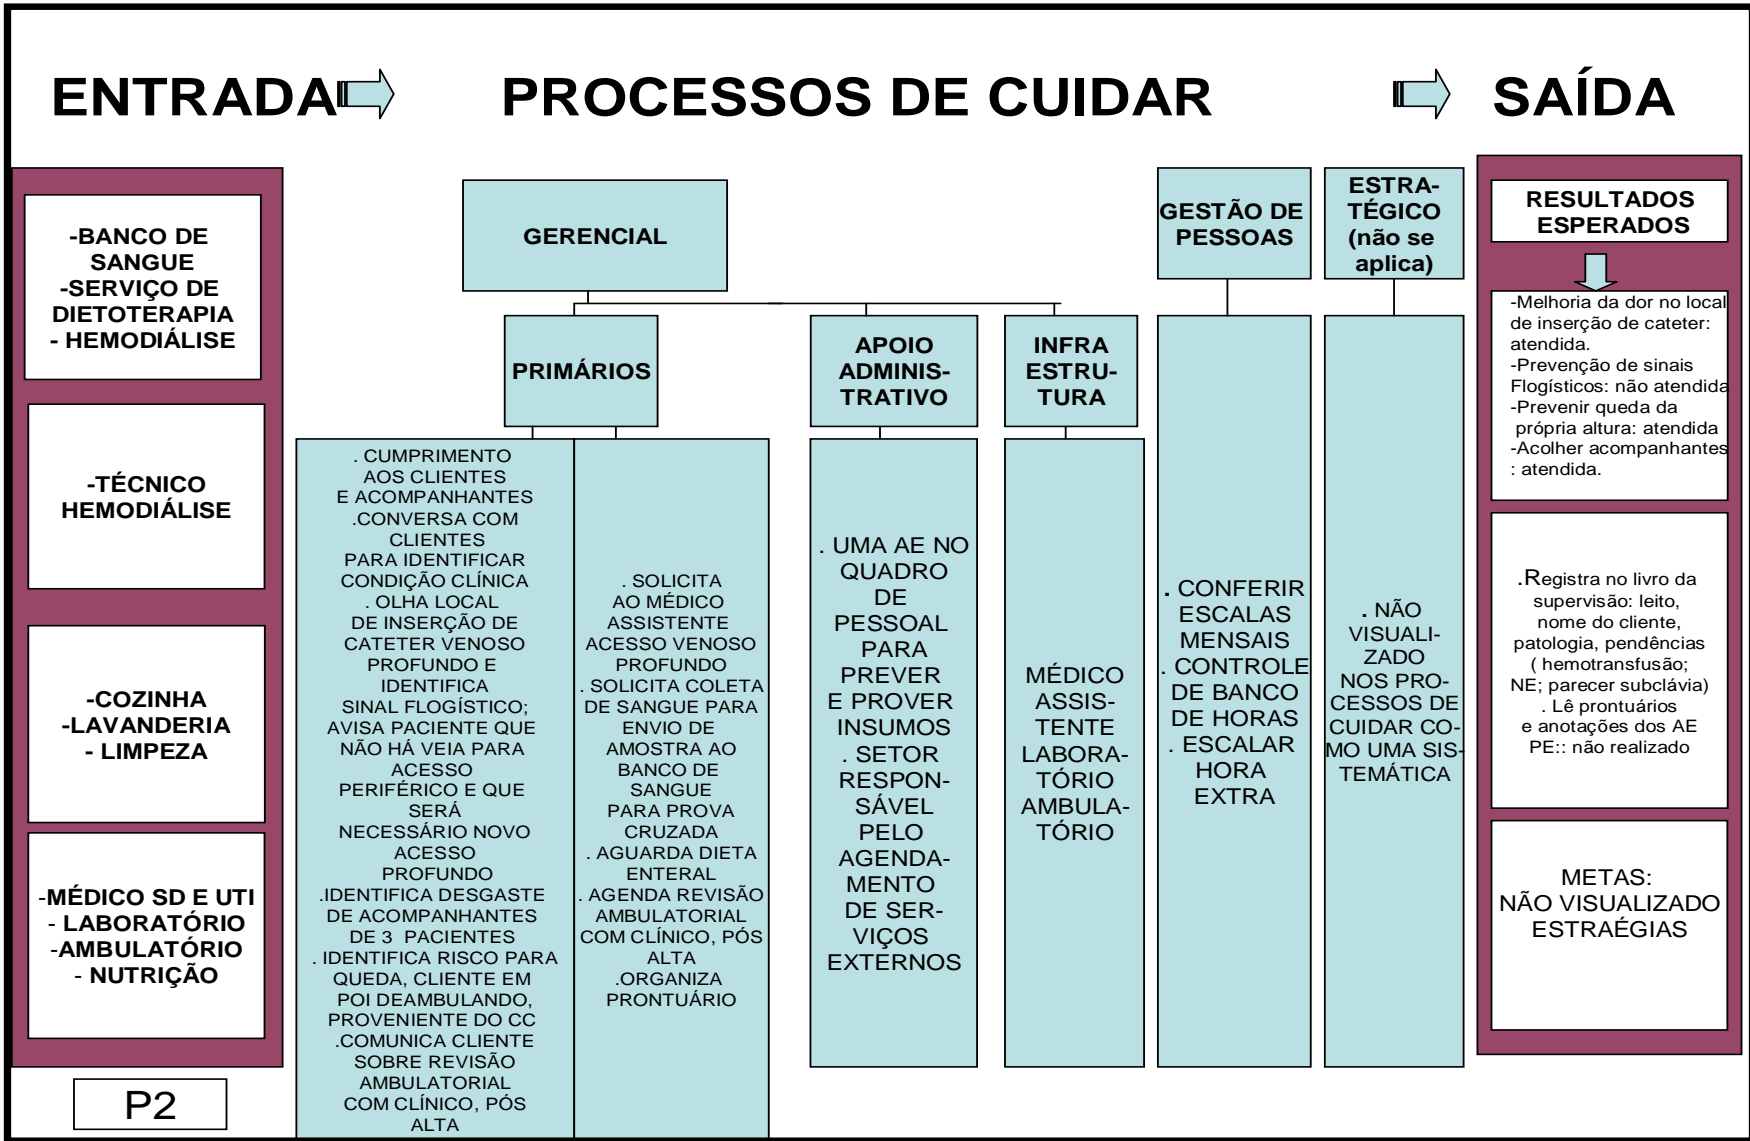 ENTRADA
PROCESSOS DE CUIDAR
SAÍDA
-BANCO DE
SANGUE
-SERVIÇO DE
DIETOTERAPIA
- HEMODIÁLISE
-TÉCNICO
HEMODIÁLISE
-COZINHA
-LAVANDERIA
- LIMPEZA
-MÉDICO SD E UTI
- LABORATÓRIO
-AMBULATÓRIO
- NUTRIÇÃO
P2
GERENCIAL
PRIMÁRIOS
. CUMPRIMENTO
AOS CLIENTES
E ACOMPANHANTES
.CONVERSA COM
CLIENTES
PARA IDENTIFICAR
CONDIÇÃO CLÍNICA
. OLHA LOCAL
DE INSERÇÃO DE
CATETER VENOSO
PROFUNDO E
IDENTIFICA
SINAL FLOGÍSTICO;
AVISA PACIENTE QUE
NÃO HÁ VEIA PARA
ACESSO
PERIFÉRICO E QUE
SERÁ
NECESSÁRIO NOVO
ACESSO
PROFUNDO
.IDENTIFICA DESGASTE
DE ACOMPANHANTES
DE 3 PACIENTES
. IDENTIFICA RISCO PARA
QUEDA, CLIENTE EM
POI DEAMBULANDO,
PROVENIENTE DO CC
.COMUNICA CLIENTE
SOBRE REVISÃO
AMBULATORIAL
COM CLÍNICO, PÓS
ALTA
. SOLICITA
AO MÉDICO
ASSISTENTE
ACESSO VENOSO
PROFUNDO
. SOLICITA COLETA
DE SANGUE PARA
ENVIO DE
AMOSTRA AO
BANCO DE
SANGUE
PARA PROVA
CRUZADA
. AGUARDA DIETA
ENTERAL
. AGENDA REVISÃO
AMBULATORIAL
COM CLÍNICO, PÓS
ALTA
.ORGANIZA
PRONTUÁRIO
APOIO
ADMINIS-
TRATIVO
. UMA AE NO
QUADRO
DE
PESSOAL
PARA
PREVER
E PROVER
INSUMOS
. SETOR
RESPON-
SÁVEL
PELO
AGENDA-
MENTO
DE SER-
VIÇOS
EXTERNOS
INFRA
ESTRU-
TURA
MÉDICO
ASSIS-
TENTE
LABORA-
TÓRIO
AMBULA-
TÓRIO
GESTÃO DE
PESSOAS
. CONFERIR
ESCALAS
MENSAIS
. CONTROLE
DE BANCO
DE HORAS
. ESCALAR
HORA
EXTRA
ESTRA-
TÉGICO
(não se
aplica)
. NÃO
VISUALI-
ZADO
NOS PRO-
CESSOS DE
CUIDAR CO-
MO UMA SIS-
TEMÁTICA
RESULTADOS
ESPERADOS
-Melhoria da dor no local
de inserção de cateter:
atendida.
-Prevenção de sinais
Flogísticos: não atendida
-Prevenir queda da
própria altura: atendida
-Acolher acompanhantes
: atendida.
.Registra no livro da
supervisão: leito,
nome do cliente,
patologia, pendências
( hemotransfusão;
NE; parecer subclávia)
. Lê prontuários
e anotações dos AE
PE:: não realizado
METAS:
NÃO VISUALIZADO
ESTRAÉGIAS